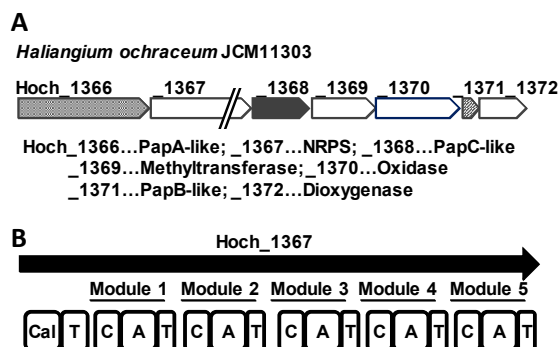 A
Haliangium ochraceum JCM11303
Hoch_1366 _1367 _1368 _1369 _1370 _1371 _1372
Hoch_1366...PapA-like; _1367...NRPS; _1368...PapC-like
_1369...Methyltransferase; _1370...Oxidase
_1371...PapB-like; _1372...Dioxygenase
B
Hoch_1367
Module 1 Module 2 Module 3 Module 4 Module 5
Cal T C A T C A T C A T C A T C A T